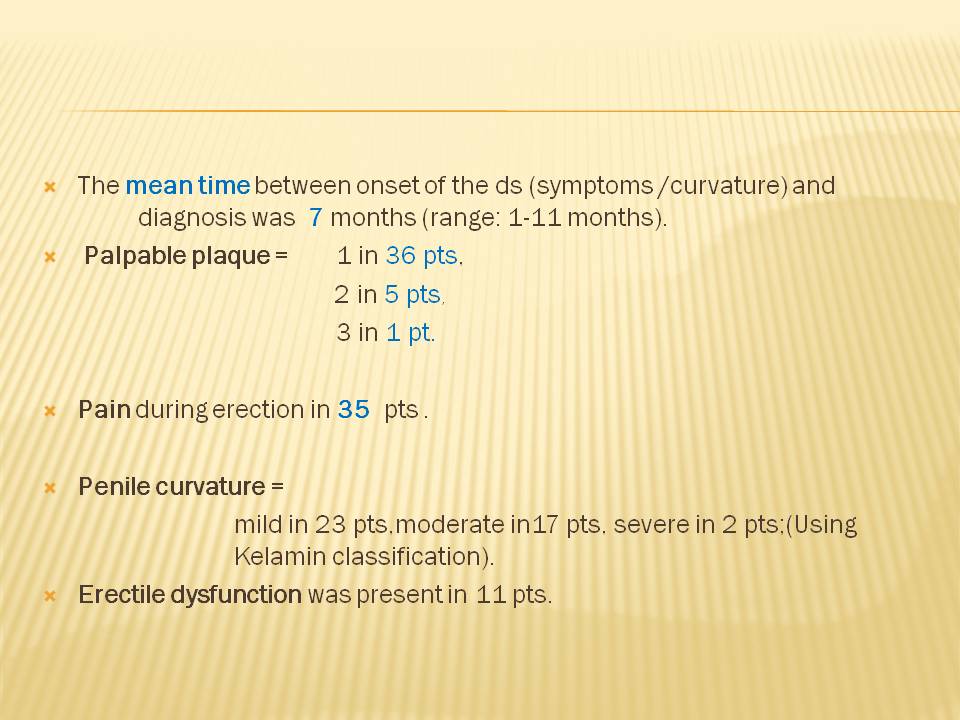 The mean time between onset of the ds (symptoms/curvature) and
diagnosis was 7 months (range: 1-11 months).
Palpable plaque = 1 in 36 pts,
2 in 5 pts,
3 in 1 pt.
Pain during erection in 35 pts .
Penile curvature =
mild in 23 pts,moderate in17 pts, severe in 2 pts;(Using
Kelamin classification).
Erectile dysfunction was present in 11 pts.